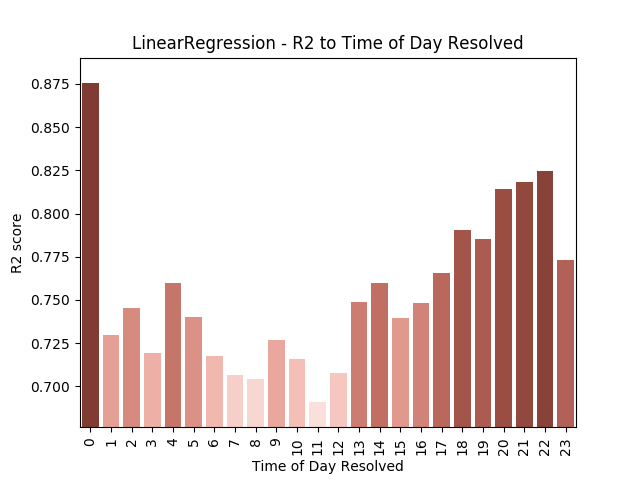 LinearRegression - R2 to Time of Day Resolved
0.875
0.850
0.825
0.800
0.775
0.750
0.725
0.700
R2 score
0 1 2 3 4 5 6 7 8 9 10 11 12 13 14 15 16 17 18 19 20 21 22 23
Time of Day Resolved